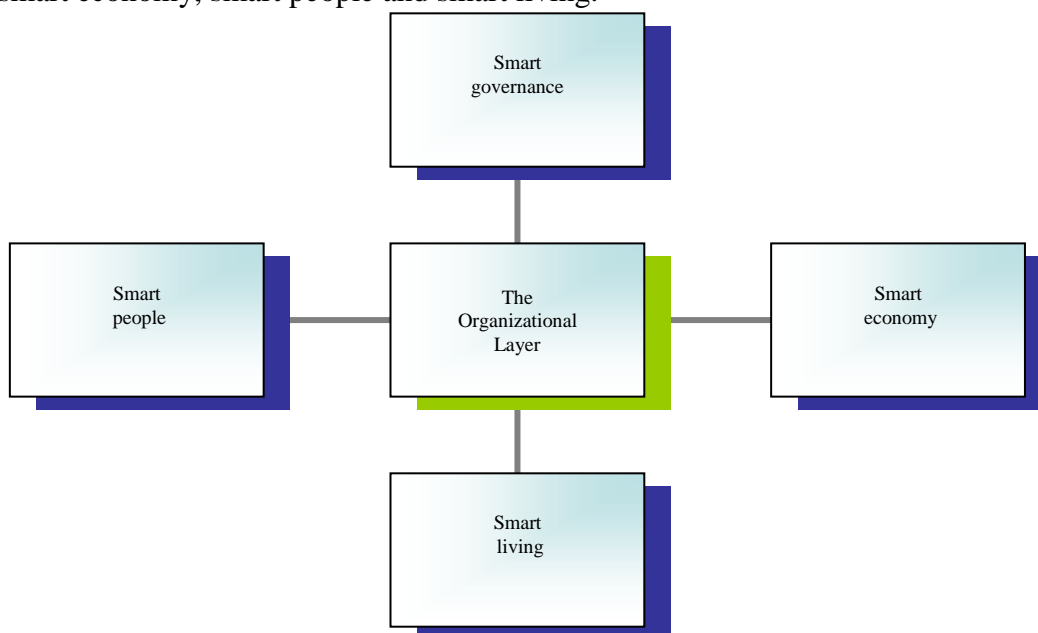 smart economy, smart people and smart living.
Smart
governance
Smart
people
The
Organizational
Layer
Smart
economy
Smart
living